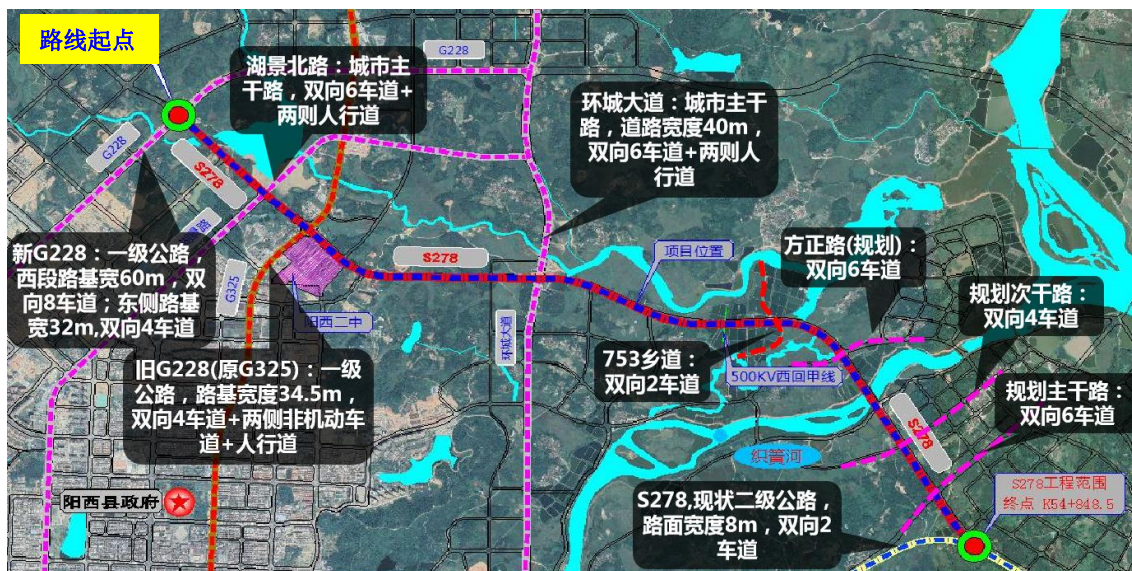 路线起点
G228
湖景北路：城市主
干路，双向6车道+
两则人行道
环城大道：城市主干
路，道路宽度40m，
双向6车道+两则人
行道
G228
S278
新G228：一级公路，
西段路基宽60m，双
向8车道；东侧路基
宽32m,双向4车道
G325
S278
项目位置
方正路(规划)：
双向6车道
规划次干路：
双向4车道
阳西二中
环城大道
旧G228(原G325)：一级
公路，路基宽度34.5m，
双向4车道+两侧非机动车
道+人行道
753乡道：
双向2车道
500KV西回甲线
规划主干路：
双向6车道
S278
织篢河
阳西县政府
S278,现状二级公路，
路面宽度8m，双向2
车道
S278工程范围
终点 K54+848.5